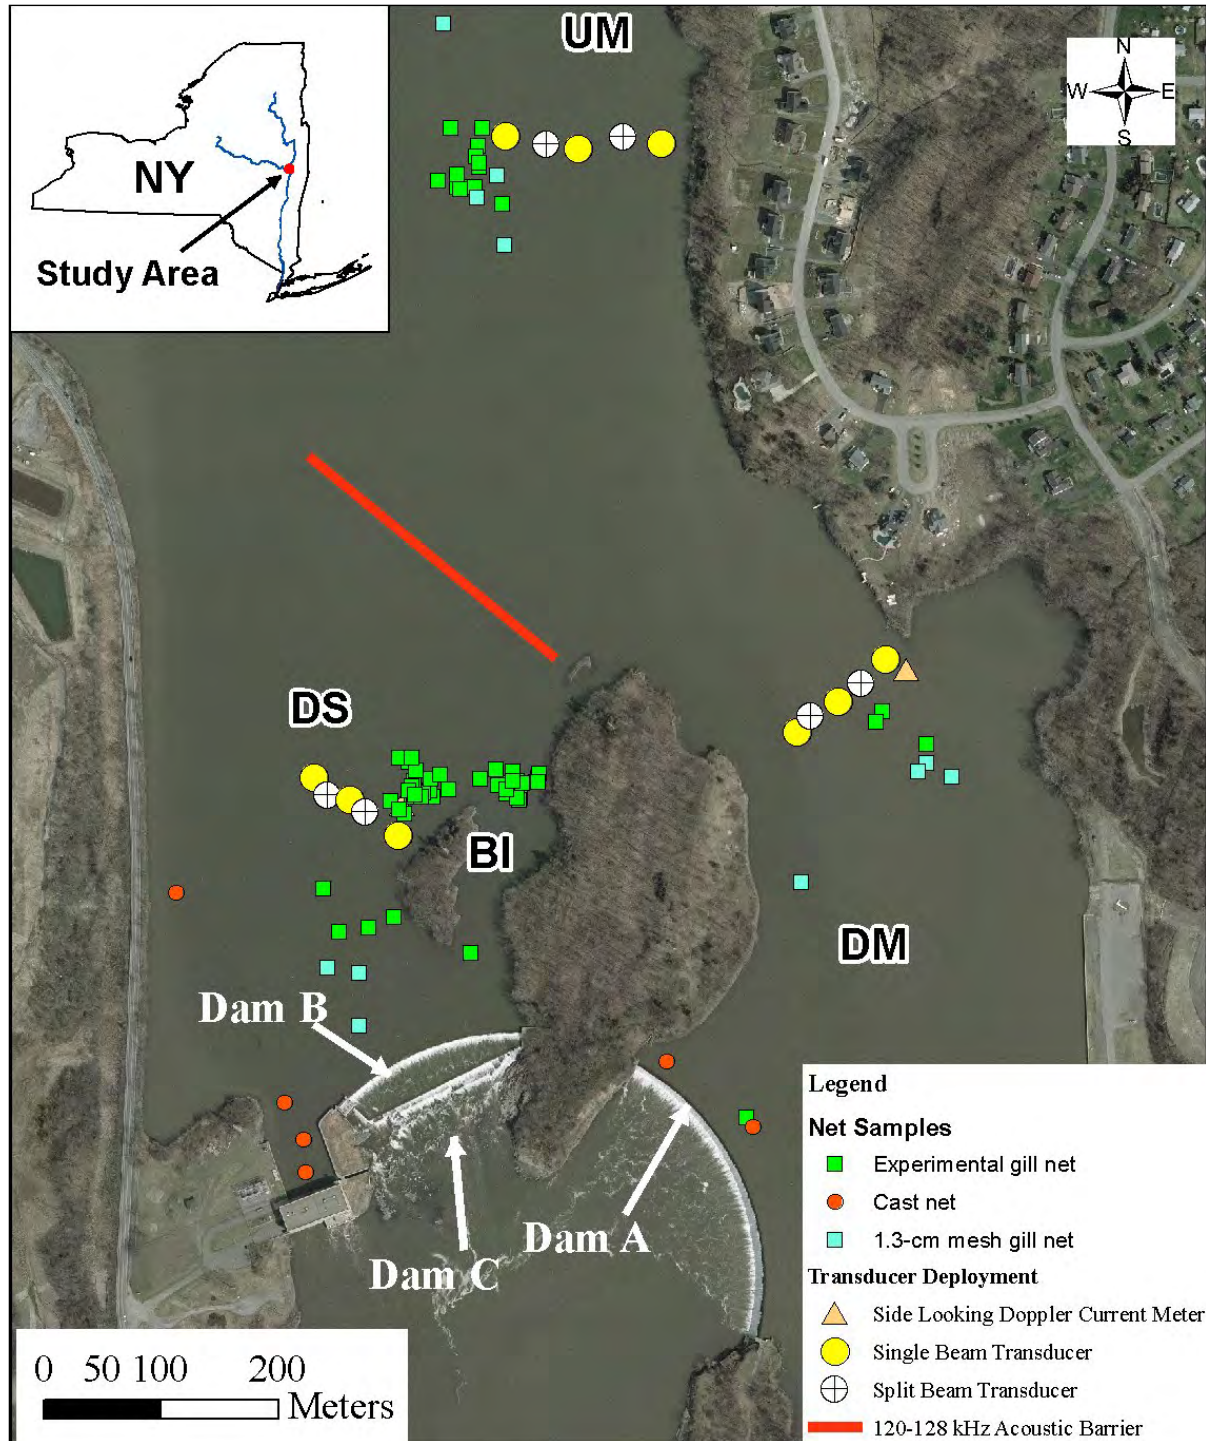 UM
N
W E
S
NY
Study Area
DS
BI
DM
Dam B
Dam A
Dam C
Legend
Net Samples
Experimental gill net
Cast net
1.3-cm mesh gill net
Transducer Deployment
Side Looking Doppler Current Meter
Single Beam Transducer
Split Beam Transducer
120-128 kHz Acoustic Barrier
0 50 100 200
Meters